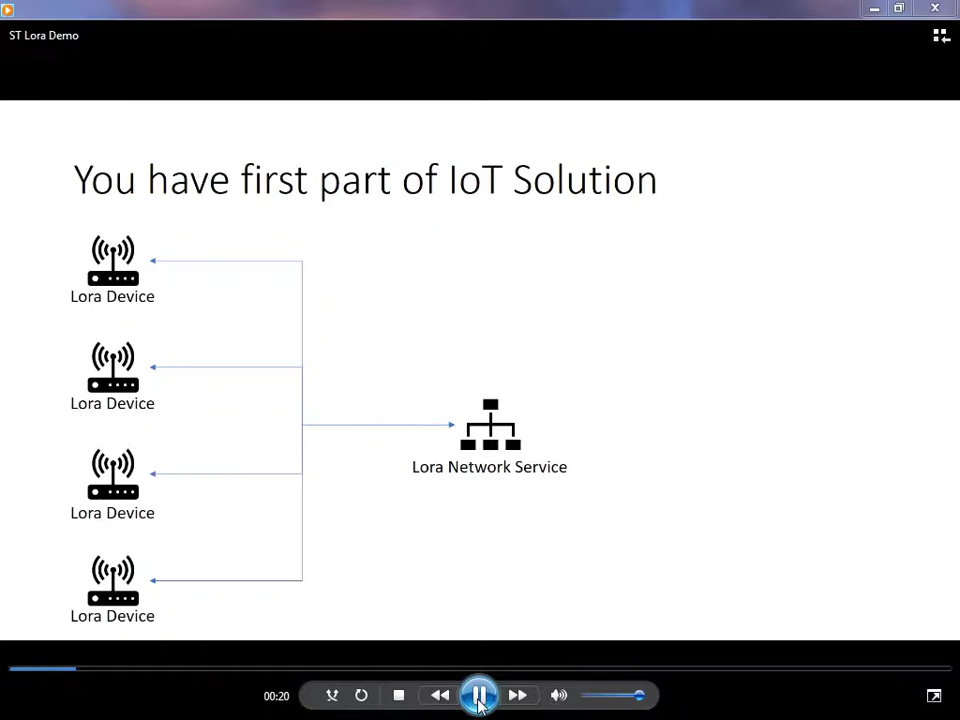 ST Lora Demo
You have first part of IoT Solution
Lora Device
Lora Device
Lora Network Service
Lora Device
Lora Device
00:20